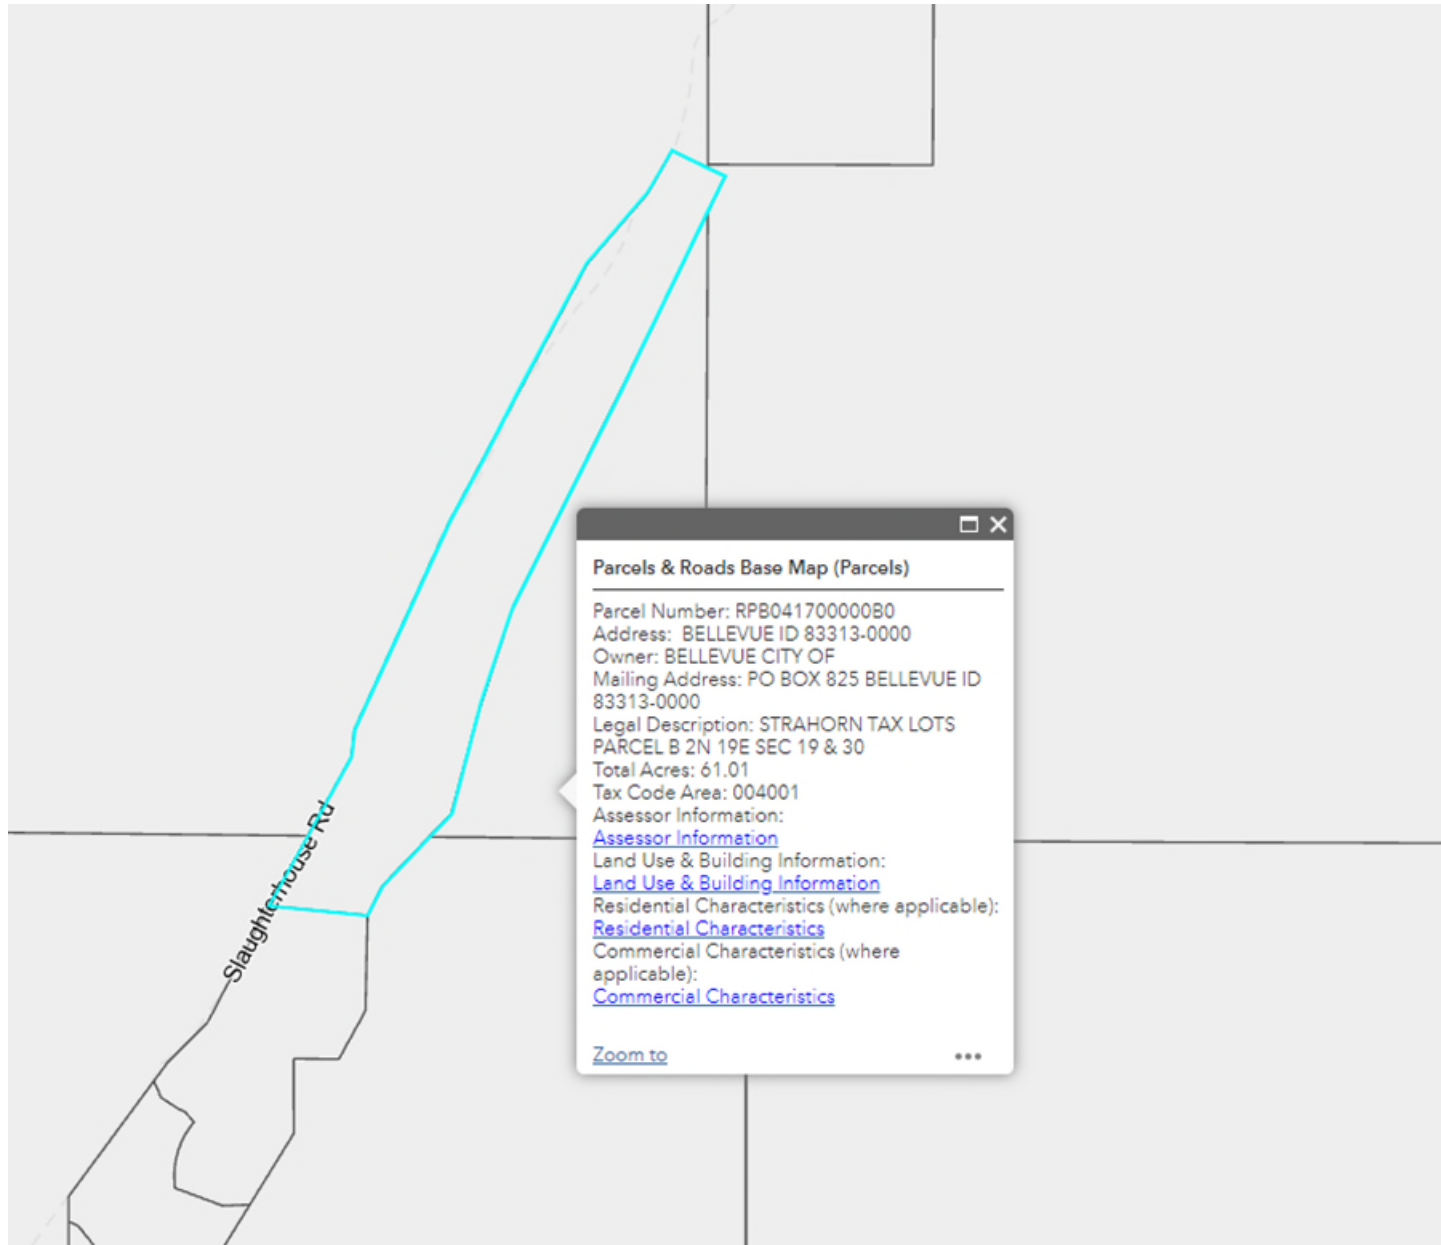 Slaughterhouse Rd
Parcels & Roads Base Map (Parcels)
Parcel Number: RPB041700000B0
Address:  BELLEVUE ID 83313-0000
Owner: BELLEVUE CITY OF
Mailing Address: PO BOX 825 BELLEVUE ID
83313-0000
Legal Description: STRAHORN TAX LOTS
PARCEL B 2N 19E SEC 19 & 30
Total Acres: 61.01
Tax Code Area: 004001
Assessor Information:
Assessor Information
Land Use & Building Information:
Land Use & Building Information
Residential Characteristics (where applicable):
Residential Characteristics
Commercial Characteristics (where
applicable):
Commercial Characteristics
Zoom to